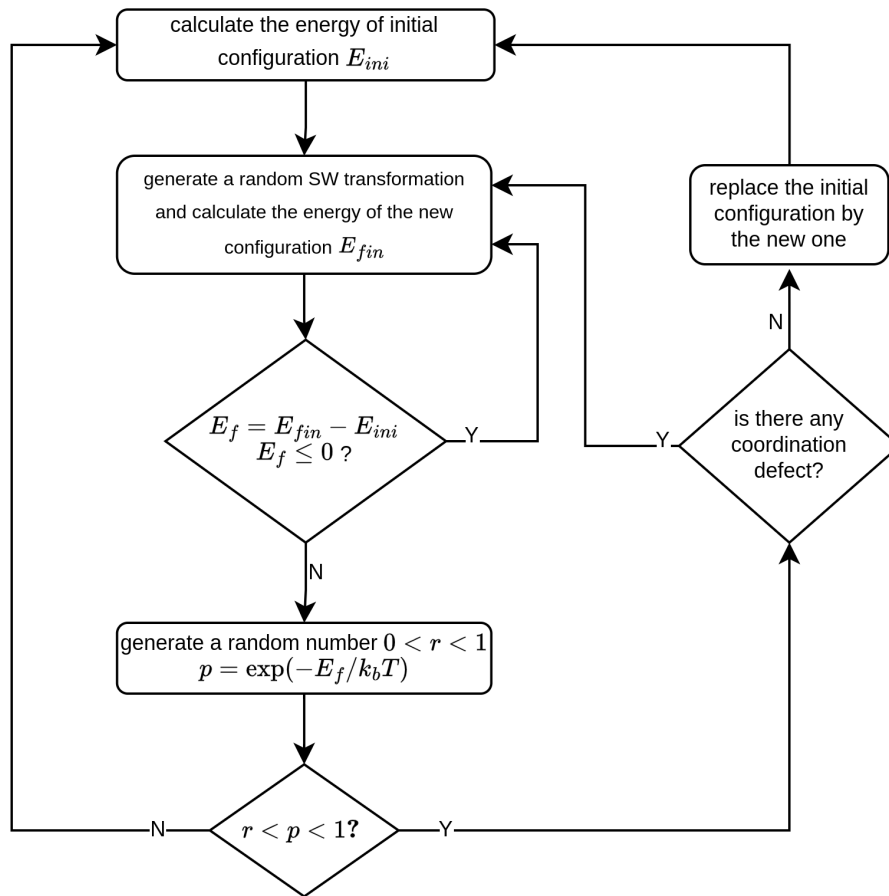 calculate the energy of initial
configuration E_{ini}
generate a random SW transformation
and calculate the energy of the new
configuration E_{fin}
replace the initial
configuration by
the new one
N
E_f = E_{fin} − E_{ini}
E_f ≤ 0 ?
Y
Y
is there any
coordination
defect?
N
generate a random number 0 < r < 1
p = exp(−E_f/k_bT)
N
r < p < 1?
Y